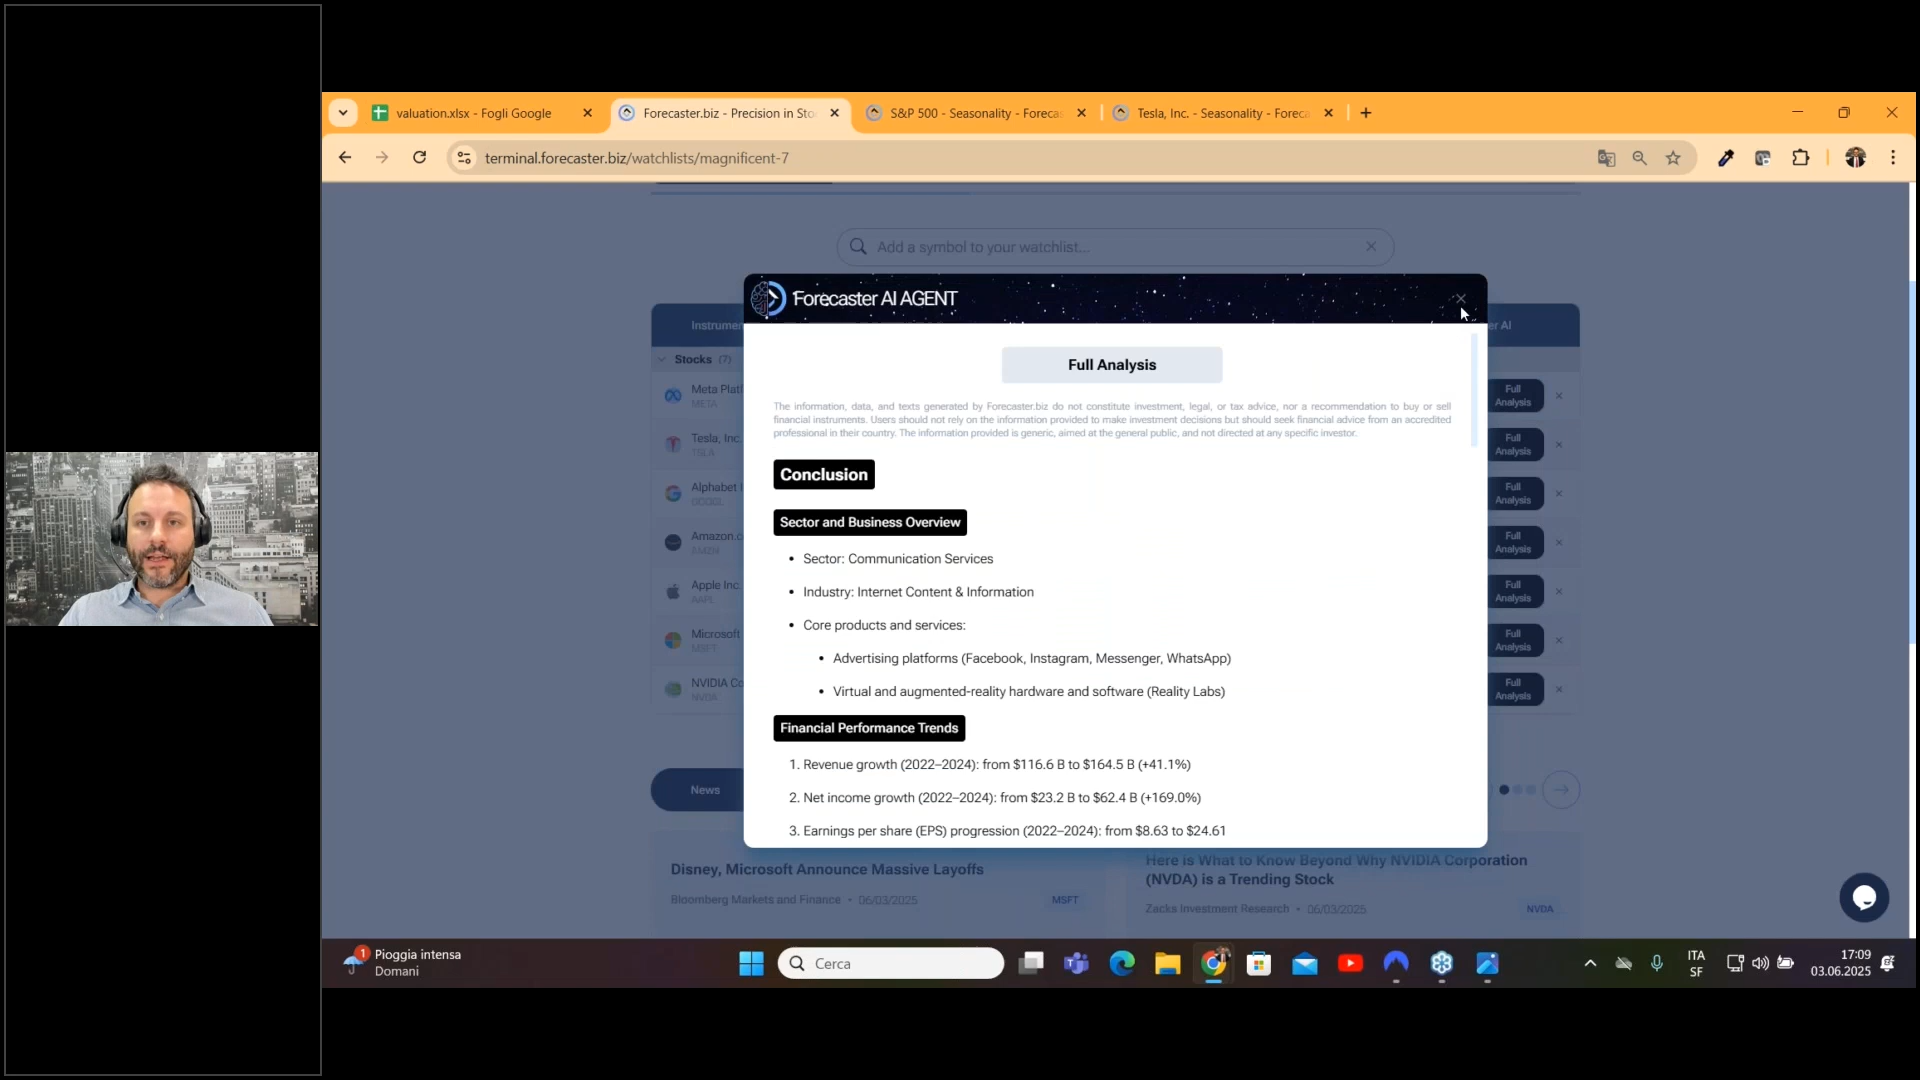 valuation.xlsx - Fogli Google
Forecaster.biz - Precision in Sto
S&P 500 - Seasonality - Foreca
Tesla, Inc. - Seasonality - Foreca
terminal.forecaster.biz/watchlists/magnificent-7
Add a symbol to your watchlist...
Forecaster AI AGENT
Instrumen
er AI
Stocks (7)
Meta Platf
META
Full
Analysis
Tesla, Inc.
TSLA
Full
Analysis
Alphabet I
GOOGL
Full
Analysis
Amazon.c
AMZN
Full
Analysis
Apple Inc.
AAPL
Full
Analysis
Microsoft
MSFT
Full
Analysis
NVIDIA Co
NVDA
Full
Analysis
Full Analysis
The information, data, and texts generated by Forecaster.biz do not constitute investment, legal, or tax advice, nor a recommendation to buy or sell
financial instruments. Users should not rely on the information provided to make investment decisions but should seek financial advice from an accredited
professional in their country. The information provided is generic, aimed at the general public, and not directed at any specific investor.
Conclusion
Sector and Business Overview
• Sector: Communication Services
• Industry: Internet Content & Information
• Core products and services:
• Advertising platforms (Facebook, Instagram, Messenger, WhatsApp)
• Virtual and augmented-reality hardware and software (Reality Labs)
Financial Performance Trends
1. Revenue growth (2022–2024): from $116.6 B to $164.5 B (+41.1%)
2. Net income growth (2022–2024): from $23.2 B to $62.4 B (+169.0%)
3. Earnings per share (EPS) progression (2022–2024): from $8.63 to $24.61
News
Disney, Microsoft Announce Massive Layoffs
Bloomberg Markets and Finance • 06/03/2025
MSFT
Here is What to Know Beyond Why NVIDIA Corporation
(NVDA) is a Trending Stock
Zacks Investment Research • 06/03/2025
NVDA
1
Pioggia intensa
Domani
Cerca
ITA
SF
17:09
03.06.2025